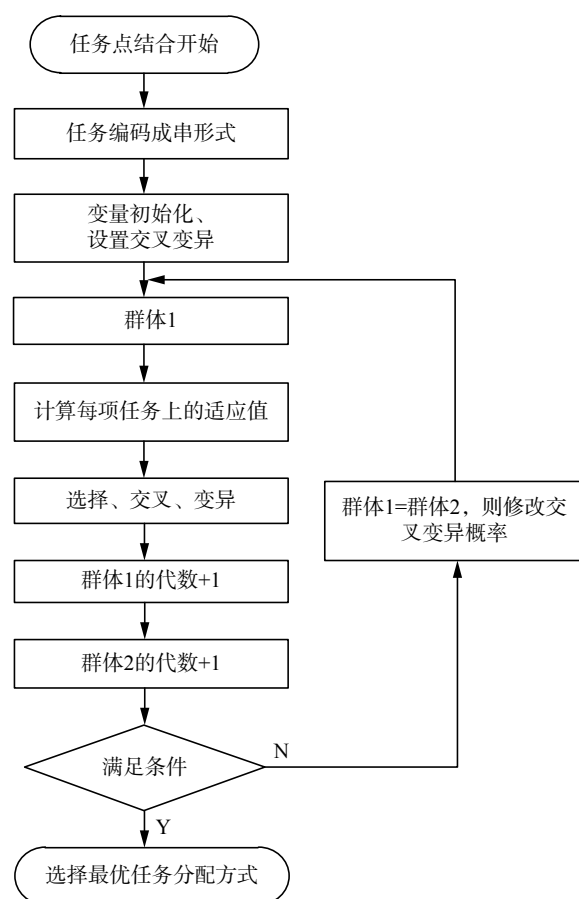 任务点结合开始
任务编码成串形式
变量初始化、
设置交叉变异
群体1
计算每项任务上的适应值
选择、交叉、变异
群体1=群体2，则修改交
叉变异概率
群体1的代数+1
群体2的代数+1
满足条件
N
Y
选择最优任务分配方式